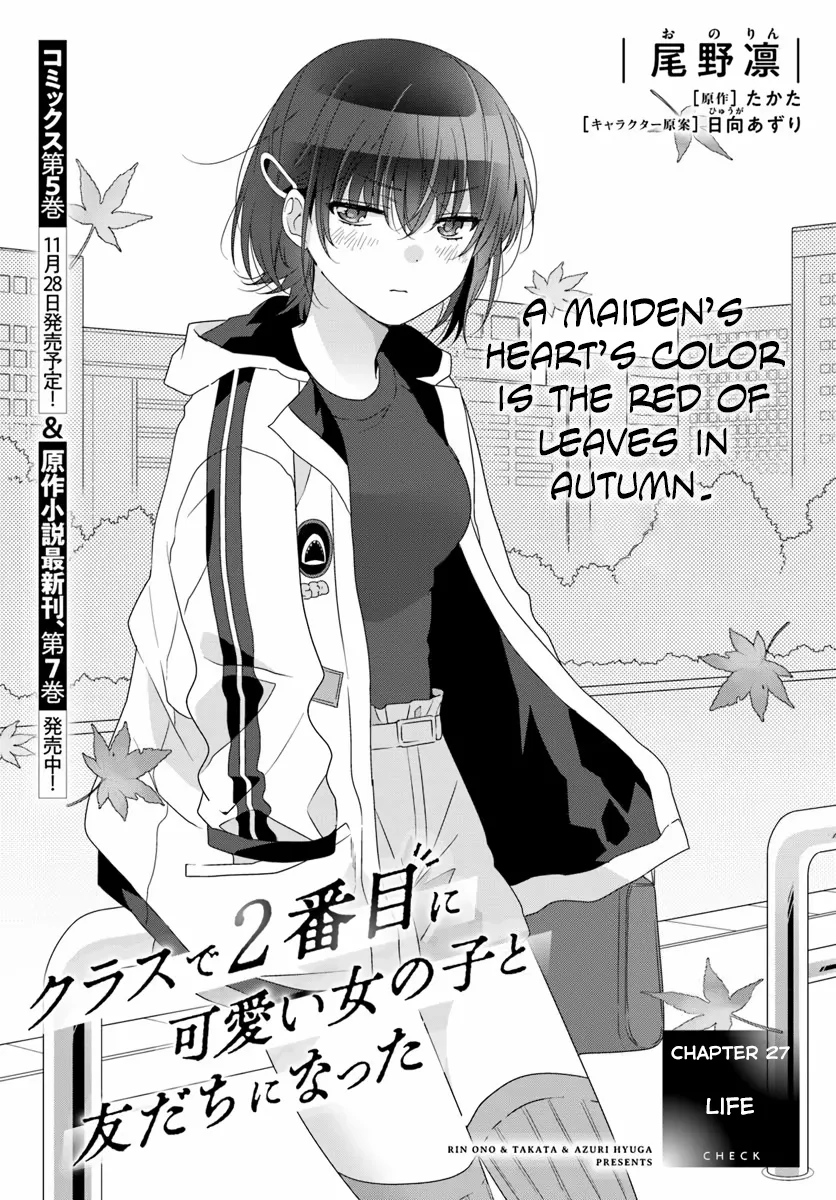 おのりん
尾野凛
[原作] たかた
ひゅうが
[キャラクター原案] 日向あずり
コミックス第5巻 11月28日発売予定! & 原作小説最新刊、第7巻 発売中!
A MAIDEN'S
HEART'S COLOR
IS THE RED OF
LEAVES IN
AUTUMN.
クラスで2番目に
可愛い女の子と
友だちになった
CHAPTER 27
LIFE
CHECK
RIN ONO & TAKATA & AZURI HYUGA
PRESENTS